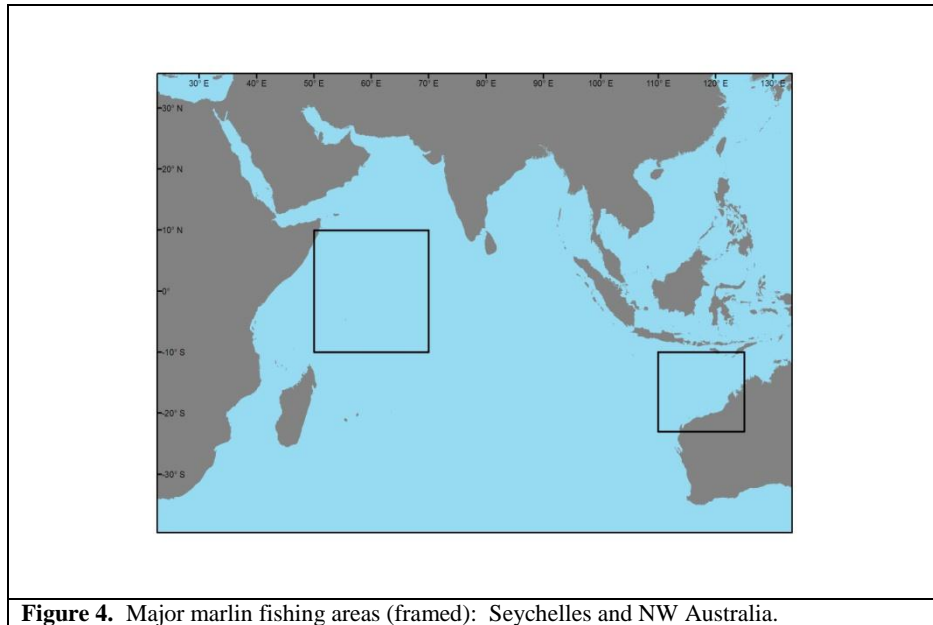 30° E 40° E 50° E 60° E 70° E 80° E 90° E 100° E 110° E 120° E 130° E
30° N
20° N
10° N
0°
10° S
20° S
30° S
Figure 4. Major marlin fishing areas (framed): Seychelles and NW Australia.